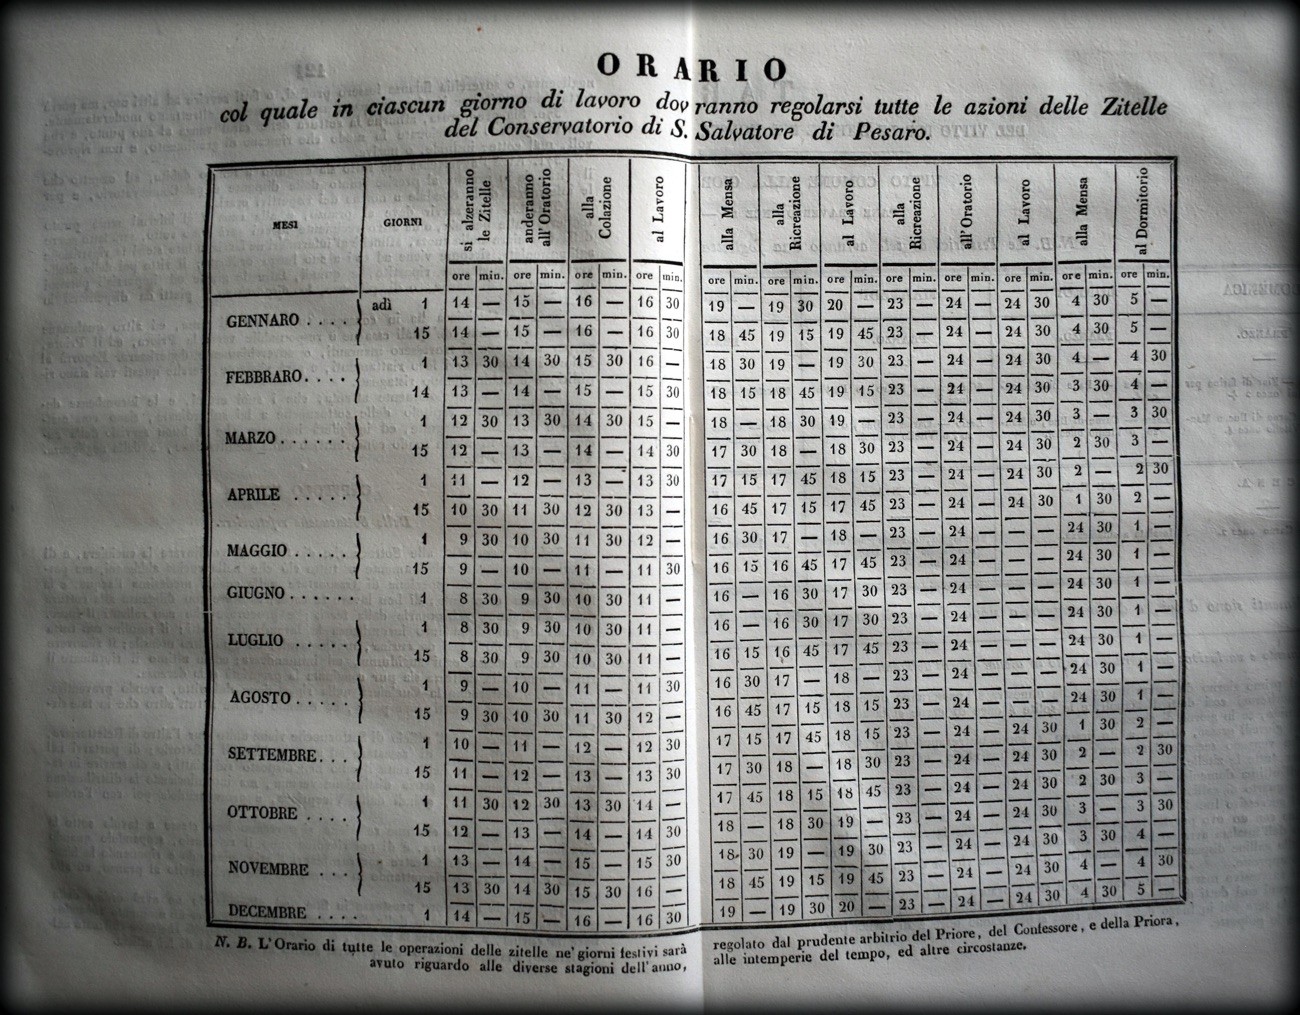 ORARIO
col quale in ciascun giorno di lavoro dovranno regolarsi tutte le azioni delle Zitelle
del Conservatorio di S. Salvatore di Pesaro.
MESI GIORNI si alzeranno le Zitelle anderanno all'Oratorio alla Colazione al Lavoro alla Mensa alla Ricreazione al Lavoro alla Ricreazione all'Oratorio al Lavoro alla Mensa al Dormitorio
ore min. ore min. ore min. ore min. ore min. ore min. ore min. ore min. ore min. ore min. ore min. ore min.
GENNARO .... adì 1 14 — 15 — 16 — 16 30 19 — 19 30 20 — 23 — 24 — 24 30 4 30 5 —
15 14 — 15 — 16 — 16 30 18 45 19 15 19 45 23 — 24 — 24 30 4 30 5 —
FEBBRARO.... 1 13 30 14 30 15 30 16 — 18 30 19 — 19 30 23 — 24 — 24 30 4 — 4 30
14 13 — 14 — 15 — 15 30 18 15 18 45 19 15 23 — 24 — 24 30 3 30 4 —
MARZO...... 1 12 30 13 30 14 30 15 — 18 — 18 30 19 — 23 — 24 — 24 30 3 — 3 30
15 12 — 13 — 14 — 14 30 17 30 18 — 18 30 23 — 24 — 24 30 2 30 3 —
APRILE ..... 1 11 — 12 — 13 — 13 30 17 15 17 45 18 15 23 — 24 — 24 30 2 — 2 30
15 10 30 11 30 12 30 13 — 16 45 17 15 17 45 23 — 24 — 24 30 1 30 2 —
MAGGIO ..... 1 9 30 10 30 11 30 12 — 16 30 17 — 18 — 23 — 24 — — — 24 30 1 —
15 9 — 10 — 11 — 11 30 16 15 16 45 17 45 23 — 24 — — — 24 30 1 —
GIUGNO ...... 1 8 30 9 30 10 30 11 — 16 — 16 30 17 30 23 — 24 — — — 24 30 1 —
LUGLIO ..... 1 8 30 9 30 10 30 11 — 16 — 16 30 17 30 23 — 24 — — — 24 30 1 —
15 8 30 9 30 10 30 11 — 16 15 16 45 17 45 23 — 24 — — — 24 30 1 —
AGOSTO ..... 1 9 — 10 — 11 — 11 30 16 30 17 — 18 — 23 — 24 — — — 24 30 1 —
15 9 30 10 30 11 30 12 — 16 45 17 15 18 15 23 — 24 — — — 24 30 1 —
SETTEMBRE... 1 10 — 11 — 12 — 12 30 17 15 17 45 18 15 23 — 24 — 24 30 1 30 2 —
15 11 — 12 — 13 — 13 30 17 30 18 — 18 30 23 — 24 — 24 30 2 — 2 30
OTTOBRE .... 1 11 30 12 30 13 30 14 — 17 45 18 15 18 45 23 — 24 — 24 30 2 30 3 —
15 12 — 13 — 14 — 14 30 18 — 18 30 19 — 23 — 24 — 24 30 3 — 3 30
NOVEMBRE ... 1 13 — 14 — 15 — 15 30 18 30 19 — 19 30 23 — 24 — 24 30 3 30 4 —
15 13 30 14 30 15 30 16 — 18 45 19 15 19 45 23 — 24 — 24 30 4 — 4 30
DECEMBRE .... 1 14 — 15 — 16 — 16 30 19 — 19 30 20 — 23 — 24 — 24 30 4 30 5 —
N. B. L'Orario di tutte le operazioni delle zitelle ne' giorni festivi sarà regolato dal prudente arbitrio del Priore, del Confessore, e della Priora,
avuto riguardo alle diverse stagioni dell'anno, alle intemperie del tempo, ed altre circostanze.